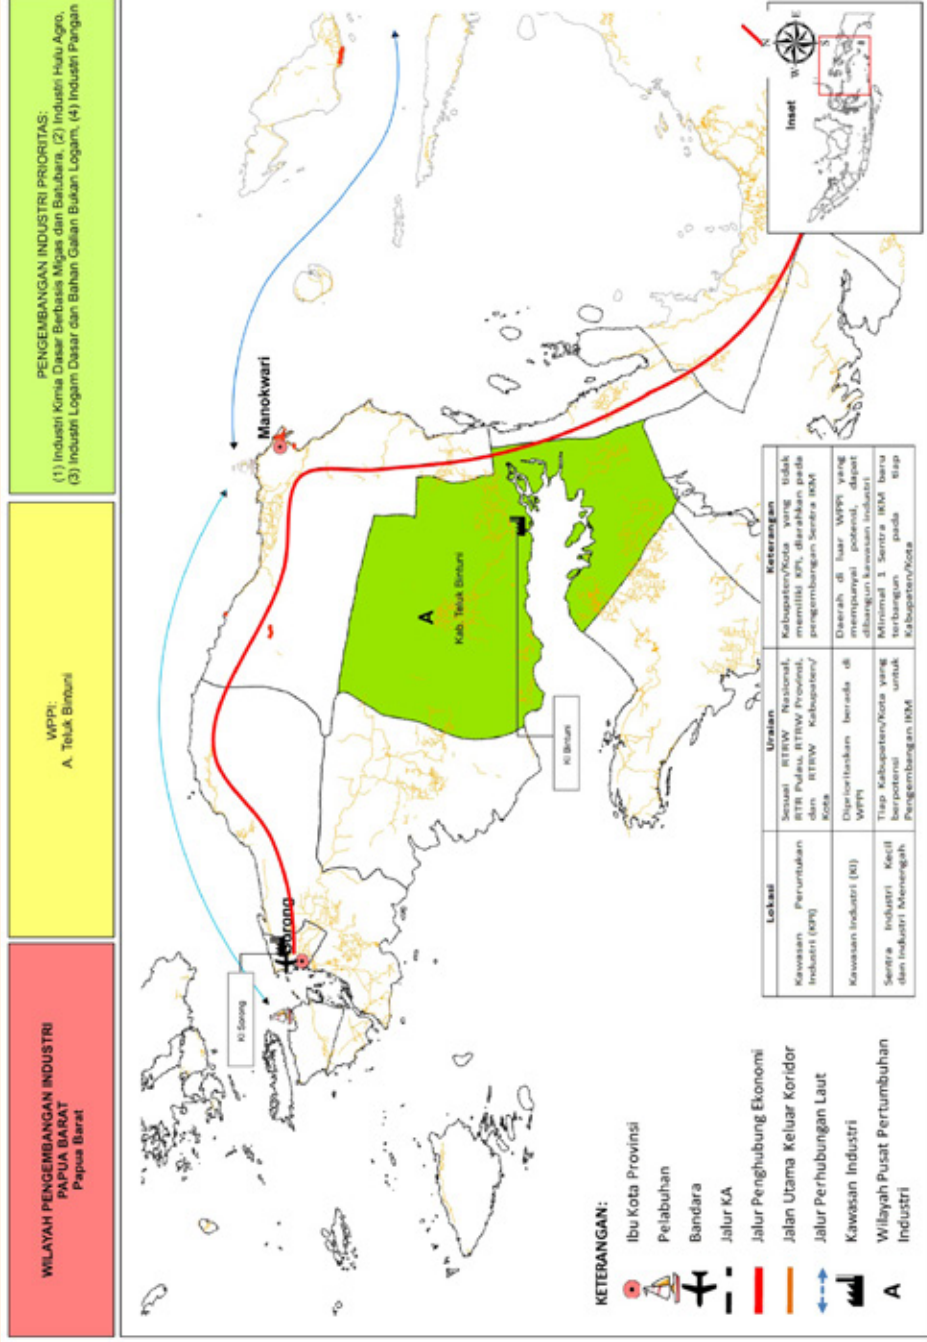 WILAYAH PENGEMBANGAN INDUSTRI
PAPUA BARAT
Papua Barat
WPPI:
A. Teluk Bintuni
PENGEMBANGAN INDUSTRI PRIORITAS:
(1) Industri Kimia Dasar Berbasis Migas dan Batubara, (2) Industri Hulu Agro,
(3) Industri Logam Dasar dan Bahan Galian Bukan Logam, (4) Industri Pangan
KI Sorong
Sorong
Manokwari
A
Kab. Teluk Bintuni
KI Bintuni
N
W
E
S
Inset
KETERANGAN:
Ibu Kota Provinsi
Pelabuhan
Bandara
Jalur KA
Jalur Penghubung Ekonomi
Jalan Utama Keluar Koridor
Jalur Perhubungan Laut
Kawasan Industri
A Wilayah Pusat Pertumbuhan
Industri
Lokasi
Uraian
Keterangan
Kawasan Peruntukan
Industri (KPI)
Sesuai RTRW Nasional,
RTR Pulau, RTRW Provinsi,
dan RTRW Kabupaten/
Kota
Kabupaten/Kota yang tidak
memiliki KPI, diarahkan pada
pengembangan Sentra IKM
Kawasan Industri (KI)
Diprioritaskan berada di
WPPI
Daerah di luar WPPI yang
mempunyai potensi, dapat
dibangun kawasan industri
Sentra Industri Kecil
dan Industri Menengah
Tiap Kabupaten/Kota yang
berpotensi untuk
Pengembangan IKM
Minimal 1 Sentra IKM baru
terbangun pada tiap
Kabupaten/Kota